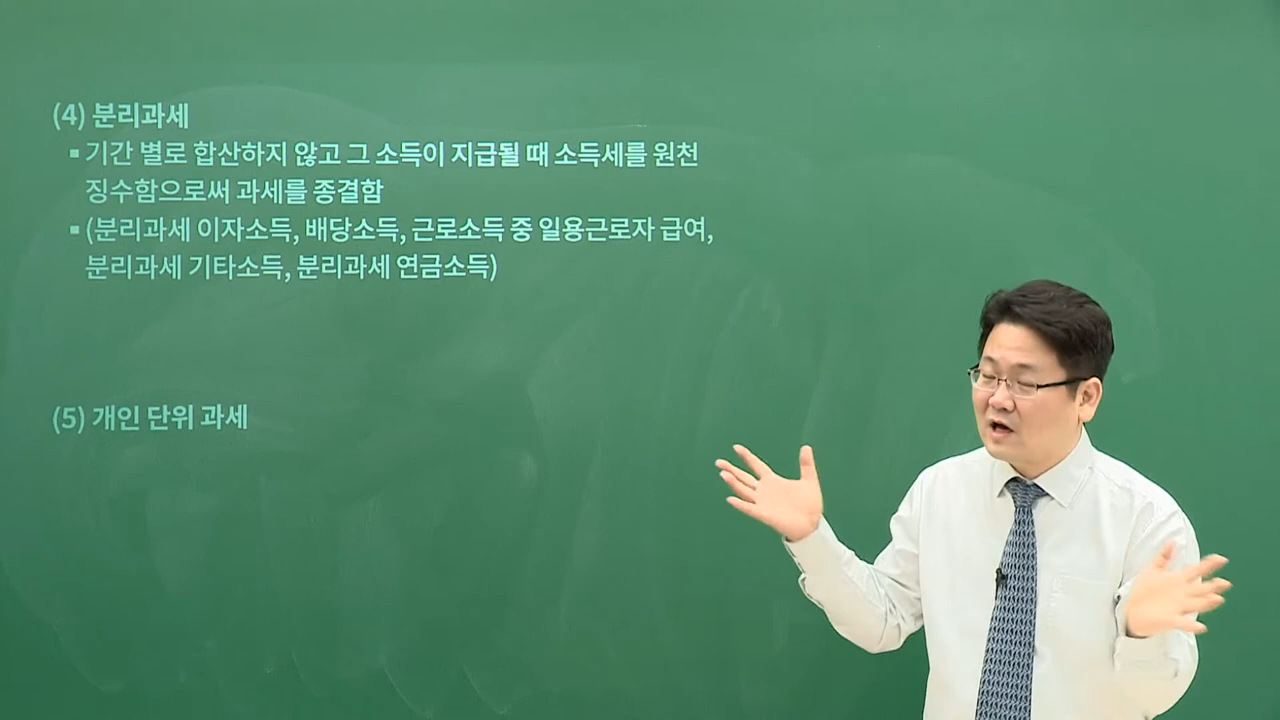 (4) 분리과세
▪ 기간 별로 합산하지 않고 그 소득이 지급될 때 소득세를 원천
징수함으로써 과세를 종결함
▪ (분리과세 이자소득, 배당소득, 근로소득 중 일용근로자 급여,
분리과세 기타소득, 분리과세 연금소득)
(5) 개인 단위 과세